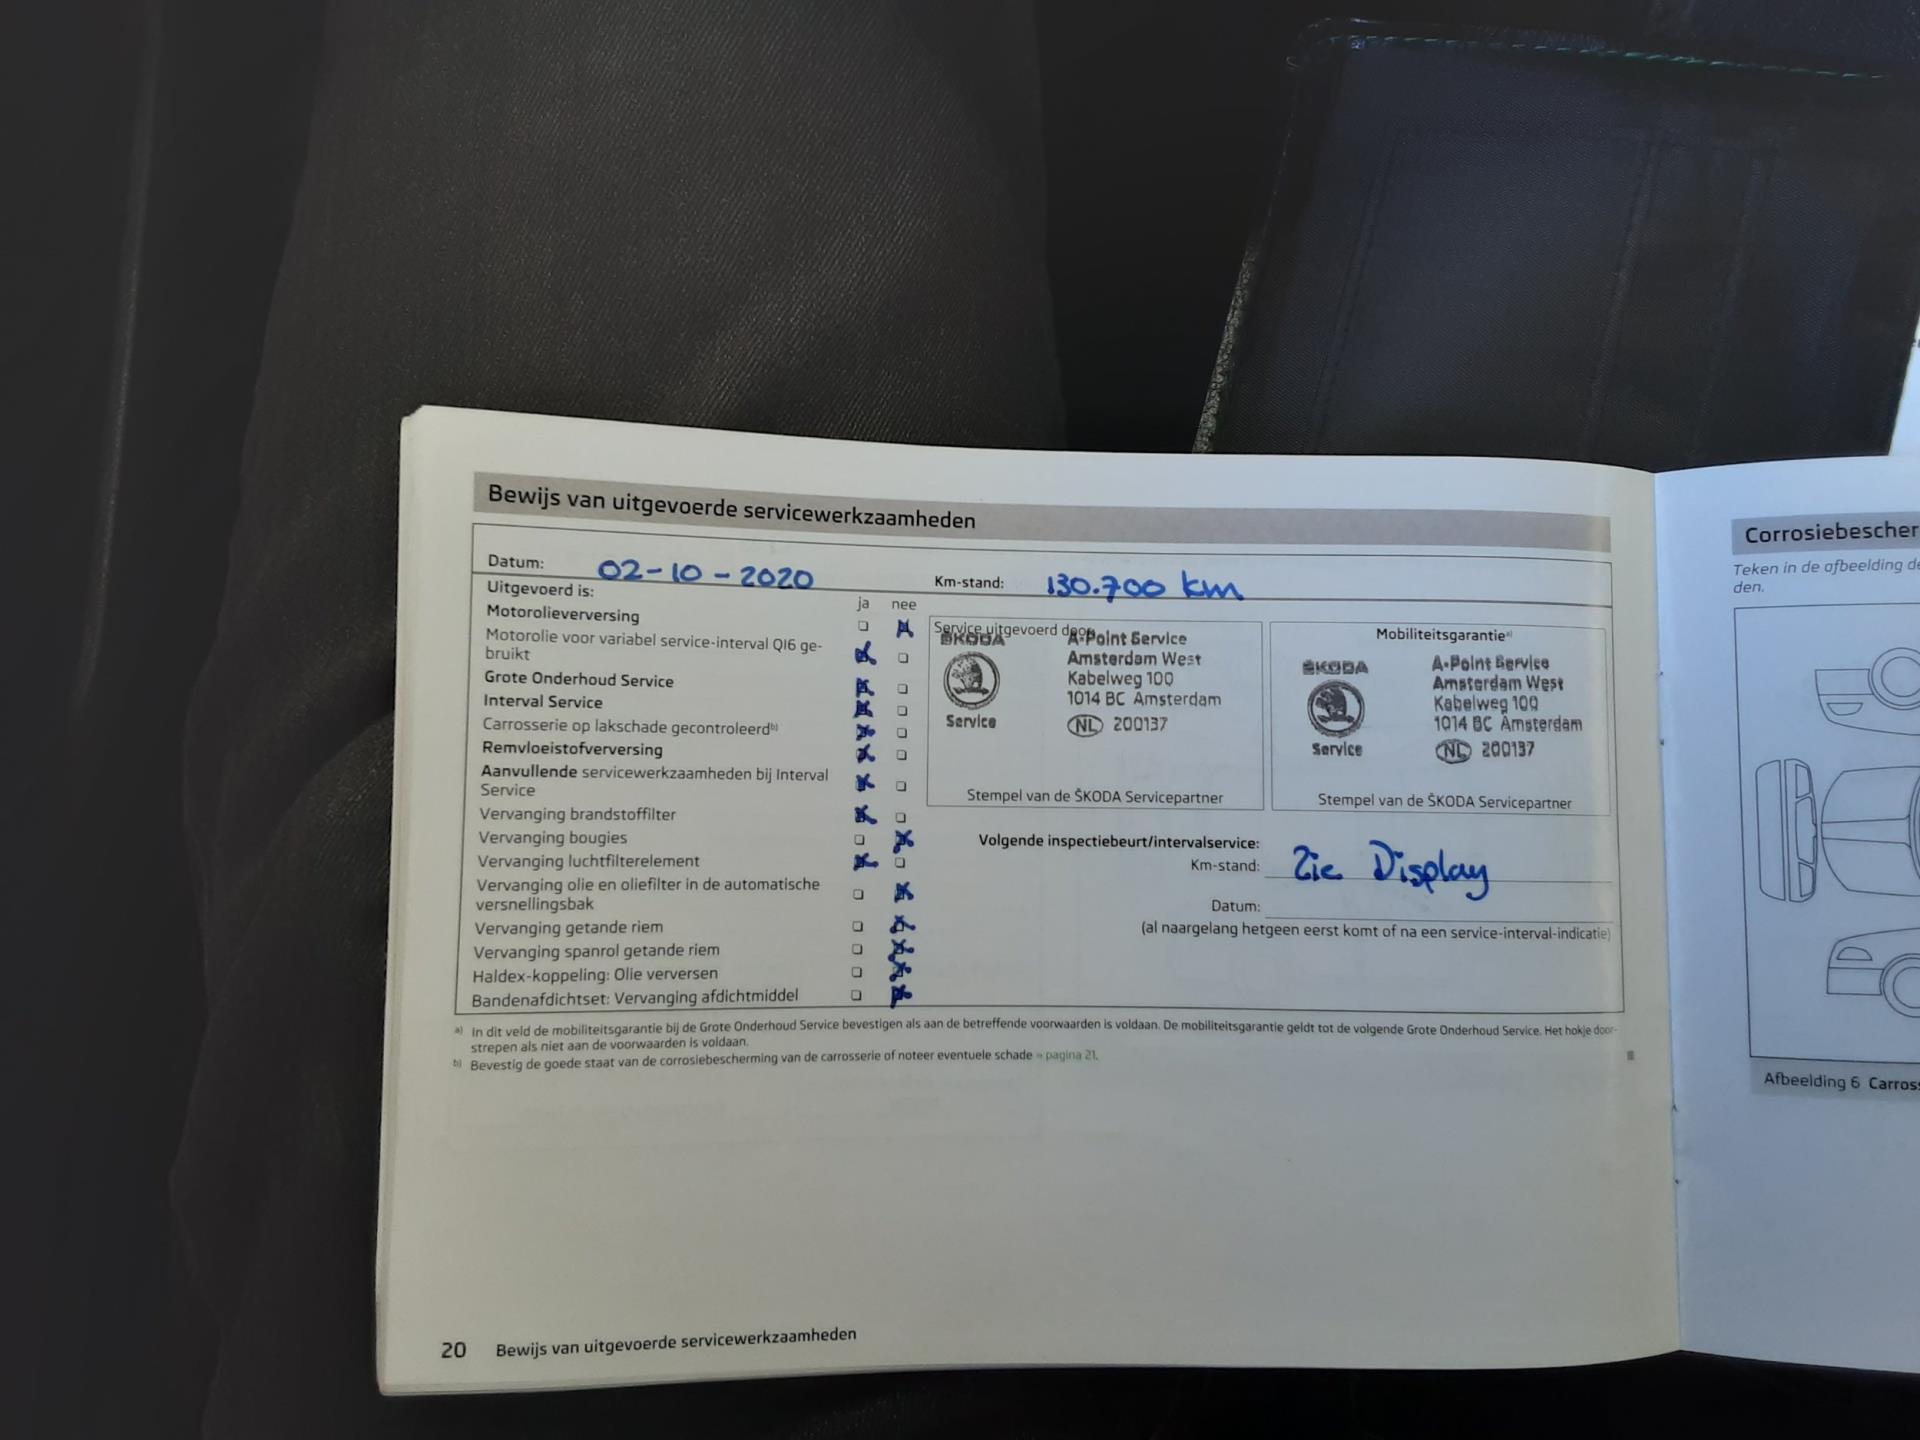 Bewijs van uitgevoerde servicewerkzaamheden
Datum: 02-10-2020
Km-stand: 130.700 km
Uitgevoerd is:
ja nee
Motorolieverversing
Motorolie voor variabel service-interval QI6 ge-
bruikt
Grote Onderhoud Service
Interval Service
Carrosserie op lakschade gecontroleerd b)
Remvloeistofverversing
Aanvullende servicewerkzaamheden bij Interval
Service
Vervanging brandstoffilter
Vervanging bougies
Vervanging luchtfilterelement
Vervanging olie en oliefilter in de automatische
versnellingsbak
Vervanging getande riem
Vervanging spanrol getande riem
Haldex-koppeling: Olie verversen
Bandenafdichtset: Vervanging afdichtmiddel
Service uitgevoerd door
ŠKODA
Service
A-Point Service
Amsterdam West
Kabelweg 100
1014 BC Amsterdam
NL 200137
Stempel van de ŠKODA Servicepartner
Mobiliteitsgarantie a)
ŠKODA
Service
A-Point Service
Amsterdam West
Kabelweg 100
1014 BC Amsterdam
NL 200137
Stempel van de ŠKODA Servicepartner
Volgende inspectiebeurt/intervalservice:
Km-stand: Zie Display
Datum:
(al naargelang hetgeen eerst komt of na een service-interval-indicatie)
a) In dit veld de mobiliteitsgarantie bij de Grote Onderhoud Service bevestigen als aan de betreffende voorwaarden is voldaan. De mobiliteitsgarantie geldt tot de volgende Grote Onderhoud Service. Het hokje door-
strepen als niet aan de voorwaarden is voldaan.
b) Bevestig de goede staat van de corrosiebescherming van de carrosserie of noteer eventuele schade » pagina 21.
20 Bewijs van uitgevoerde servicewerkzaamheden
Corrosiebescher
Teken in de afbeelding de
den.
Afbeelding 6 Carross